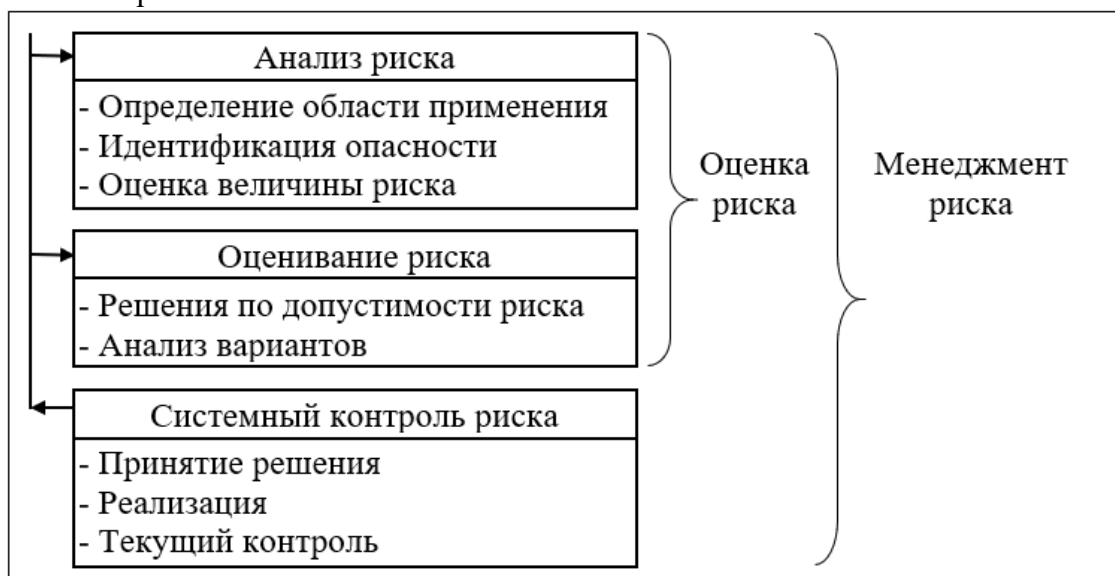 Анализ риска
- Определение области применения
- Идентификация опасности
- Оценка величины риска
Оценивание риска
- Решения по допустимости риска
- Анализ вариантов
Системный контроль риска
- Принятие решения
- Реализация
- Текущий контроль
Оценка
риска
Менеджмент
риска